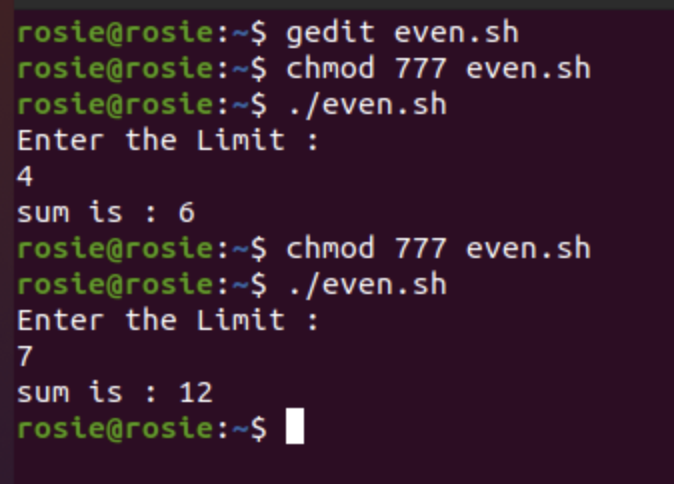 rosie@rosie:~$ gedit even.sh
rosie@rosie:~$ chmod 777 even.sh
rosie@rosie:~$ ./even.sh
Enter the Limit :
4
sum is : 6
rosie@rosie:~$ chmod 777 even.sh
rosie@rosie:~$ ./even.sh
Enter the Limit :
7
sum is : 12
rosie@rosie:~$